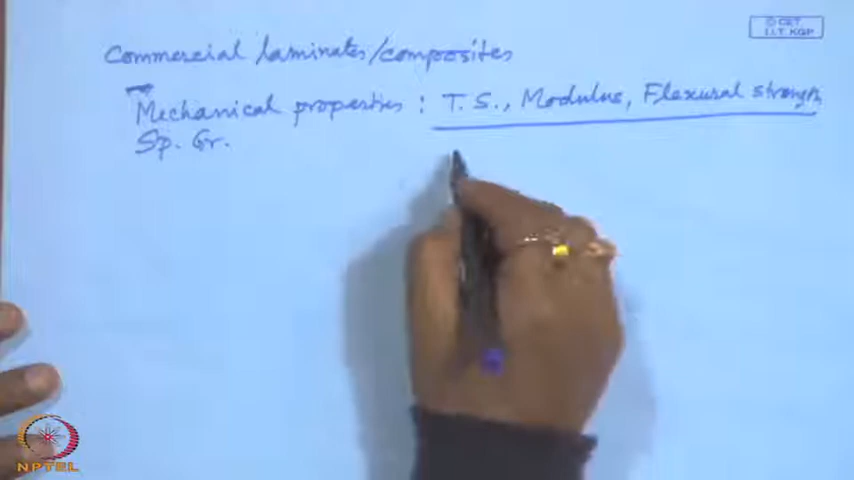 © CET
I.I.T. KGP
Commercial laminates/composites
Mechanical properties : T.S., Modulus, Flexural strength,
Sp. Gr.
NPTEL